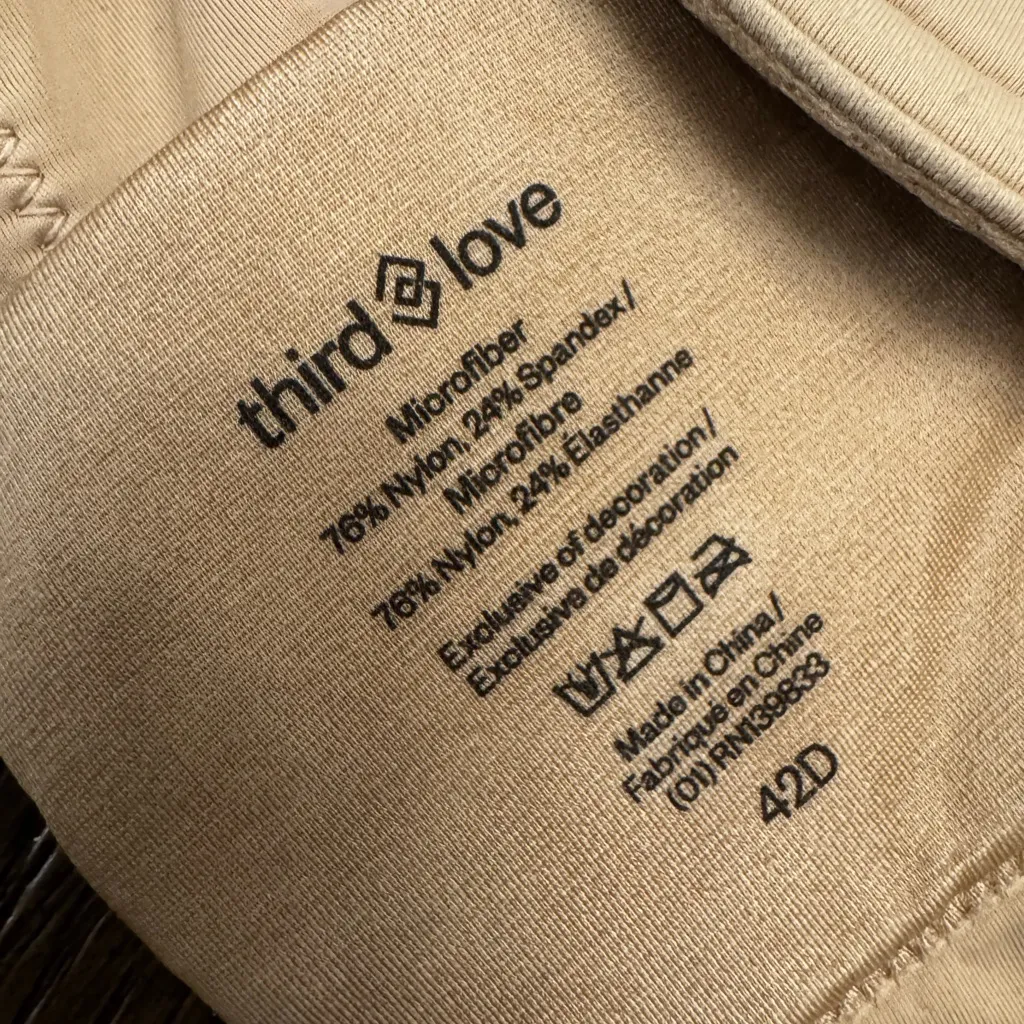 third love
Microfiber
76% Nylon, 24% Spandex /
Microfibre
76% Nylon, 24% Élasthanne
Exclusive of decoration /
Exclusive de décoration
Made in China /
Fabriqué en Chine
(01) RN139833
42D